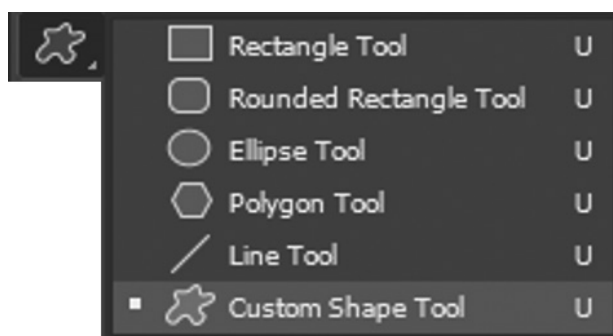 Rectangle Tool U
Rounded Rectangle Tool U
Ellipse Tool U
Polygon Tool U
Line Tool U
Custom Shape Tool U